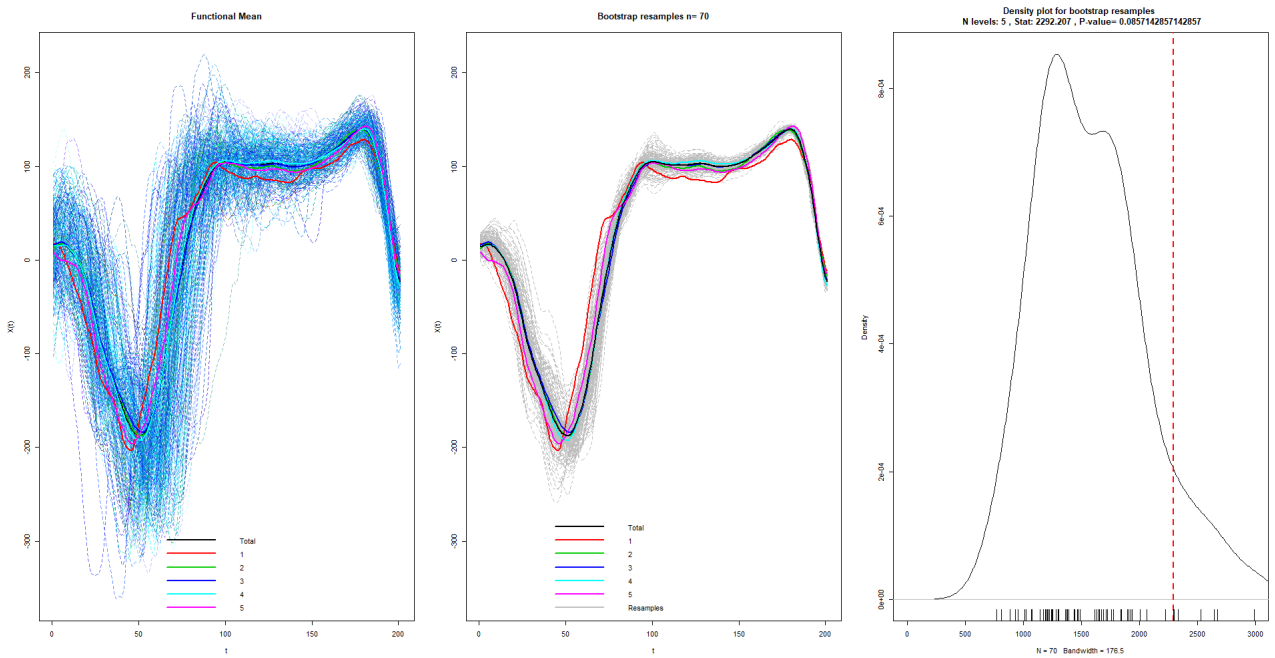 Functional Mean
200
100
0
-100
-200
-300
X(t)
0
50
100
150
200
t
Total
1
2
3
4
5
Bootstrap resamples n= 70
200
100
0
-100
-200
-300
X(t)
0
50
100
150
200
t
Total
1
2
3
4
5
Resamples
Density plot for bootstrap resamples
N levels: 5 , Stat: 2292.207 , P-value= 0.0857142857142857
8e-04
6e-04
4e-04
2e-04
0e+00
Density
0
500
1000
1500
2000
2500
3000
N = 70 Bandwidth = 176.5